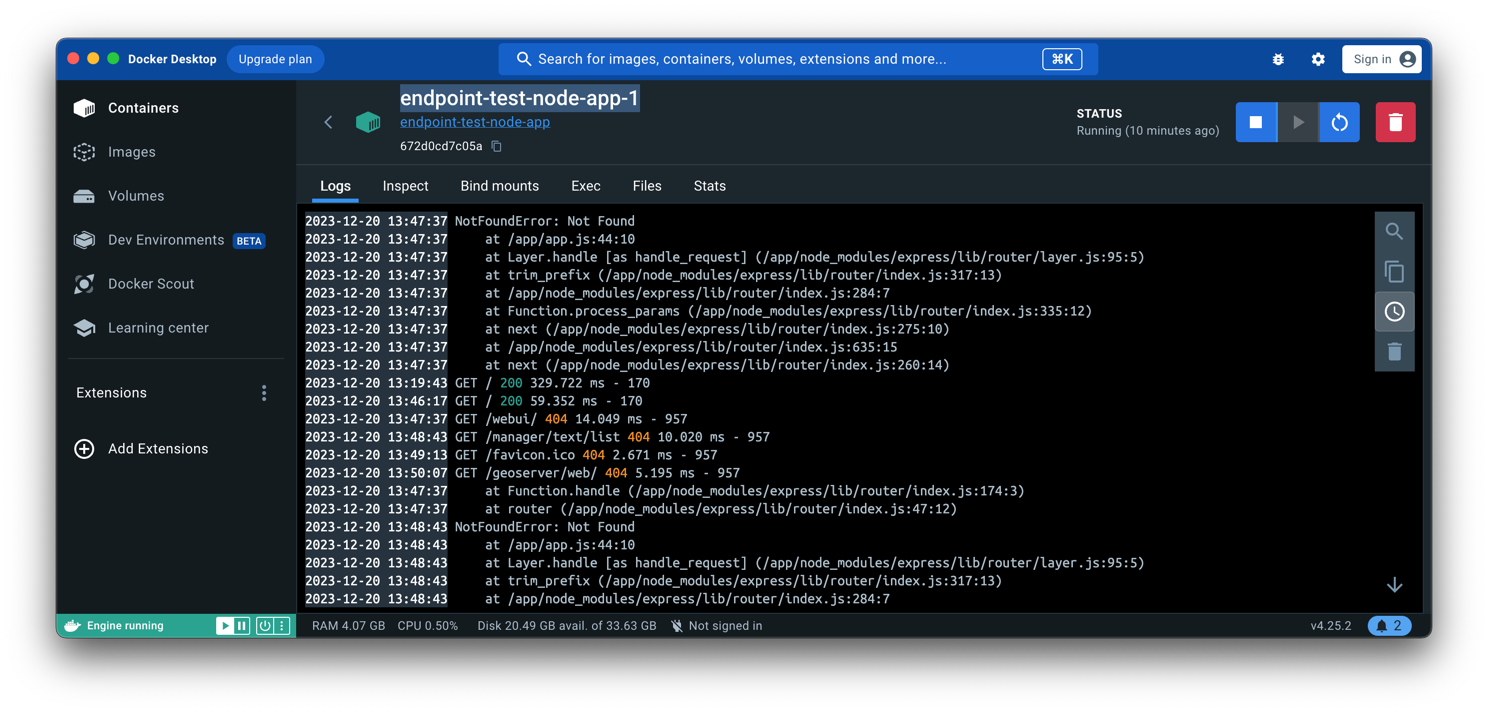 Docker Desktop Upgrade plan Search for images, containers, volumes, extensions and more... ⌘K Sign in
Containers
Images
Volumes
Dev Environments BETA
Docker Scout
Learning center
Extensions
Add Extensions
endpoint-test-node-app-1
endpoint-test-node-app
672d0cd7c05a
STATUS
Running (10 minutes ago)
Logs Inspect Bind mounts Exec Files Stats
2023-12-20 13:47:37 NotFoundError: Not Found
2023-12-20 13:47:37     at /app/app.js:44:10
2023-12-20 13:47:37     at Layer.handle [as handle_request] (/app/node_modules/express/lib/router/layer.js:95:5)
2023-12-20 13:47:37     at trim_prefix (/app/node_modules/express/lib/router/index.js:317:13)
2023-12-20 13:47:37     at /app/node_modules/express/lib/router/index.js:284:7
2023-12-20 13:47:37     at Function.process_params (/app/node_modules/express/lib/router/index.js:335:12)
2023-12-20 13:47:37     at next (/app/node_modules/express/lib/router/index.js:275:10)
2023-12-20 13:47:37     at /app/node_modules/express/lib/router/index.js:635:15
2023-12-20 13:47:37     at next (/app/node_modules/express/lib/router/index.js:260:14)
2023-12-20 13:19:43 GET / 200 329.722 ms - 170
2023-12-20 13:46:17 GET / 200 59.352 ms - 170
2023-12-20 13:47:37 GET /webui/ 404 14.049 ms - 957
2023-12-20 13:48:43 GET /manager/text/list 404 10.020 ms - 957
2023-12-20 13:49:13 GET /favicon.ico 404 2.671 ms - 957
2023-12-20 13:50:07 GET /geoserver/web/ 404 5.195 ms - 957
2023-12-20 13:47:37     at Function.handle (/app/node_modules/express/lib/router/index.js:174:3)
2023-12-20 13:47:37     at router (/app/node_modules/express/lib/router/index.js:47:12)
2023-12-20 13:48:43 NotFoundError: Not Found
2023-12-20 13:48:43     at /app/app.js:44:10
2023-12-20 13:48:43     at Layer.handle [as handle_request] (/app/node_modules/express/lib/router/layer.js:95:5)
2023-12-20 13:48:43     at trim_prefix (/app/node_modules/express/lib/router/index.js:317:13)
2023-12-20 13:48:43     at /app/node_modules/express/lib/router/index.js:284:7
Engine running RAM 4.07 GB CPU 0.50% Disk 20.49 GB avail. of 33.63 GB Not signed in v4.25.2 2